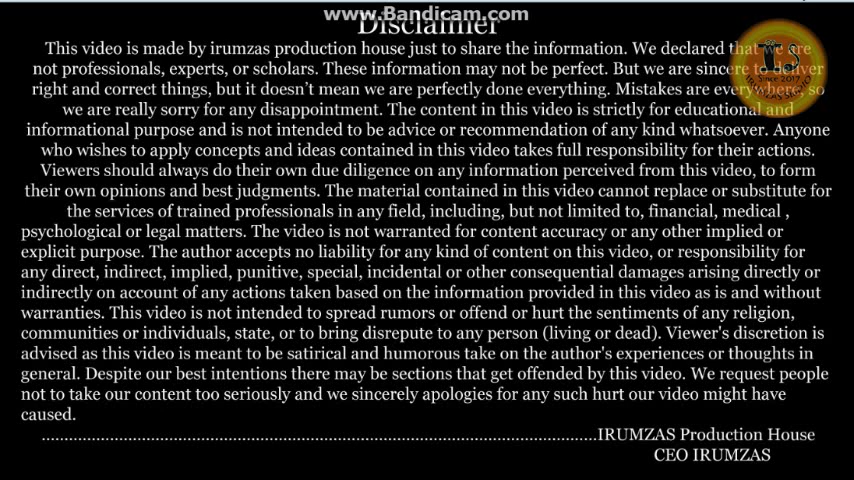 www.Bandicam.com
Disclaimer
This video is made by irumzas production house just to share the information. We declared that we are
not professionals, experts, or scholars. These information may not be perfect. But we are sincere to deliver
right and correct things, but it doesn't mean we are perfectly done everything. Mistakes are everywhere, so
we are really sorry for any disappointment. The content in this video is strictly for educational and
informational purpose and is not intended to be advice or recommendation of any kind whatsoever. Anyone
who wishes to apply concepts and ideas contained in this video takes full responsibility for their actions.
Viewers should always do their own due diligence on any information perceived from this video, to form
their own opinions and best judgments. The material contained in this video cannot replace or substitute for
the services of trained professionals in any field, including, but not limited to, financial, medical ,
psychological or legal matters. The video is not warranted for content accuracy or any other implied or
explicit purpose. The author accepts no liability for any kind of content on this video, or responsibility for
any direct, indirect, implied, punitive, special, incidental or other consequential damages arising directly or
indirectly on account of any actions taken based on the information provided in this video as is and without
warranties. This video is not intended to spread rumors or offend or hurt the sentiments of any religion,
communities or individuals, state, or to bring disrepute to any person (living or dead). Viewer's discretion is
advised as this video is meant to be satirical and humorous take on the author's experiences or thoughts in
general. Despite our best intentions there may be sections that get offended by this video. We request people
not to take our content too seriously and we sincerely apologies for any such hurt our video might have
caused.
............................................................................................................................IRUMZAS Production House
CEO IRUMZAS
IS
Since 2017